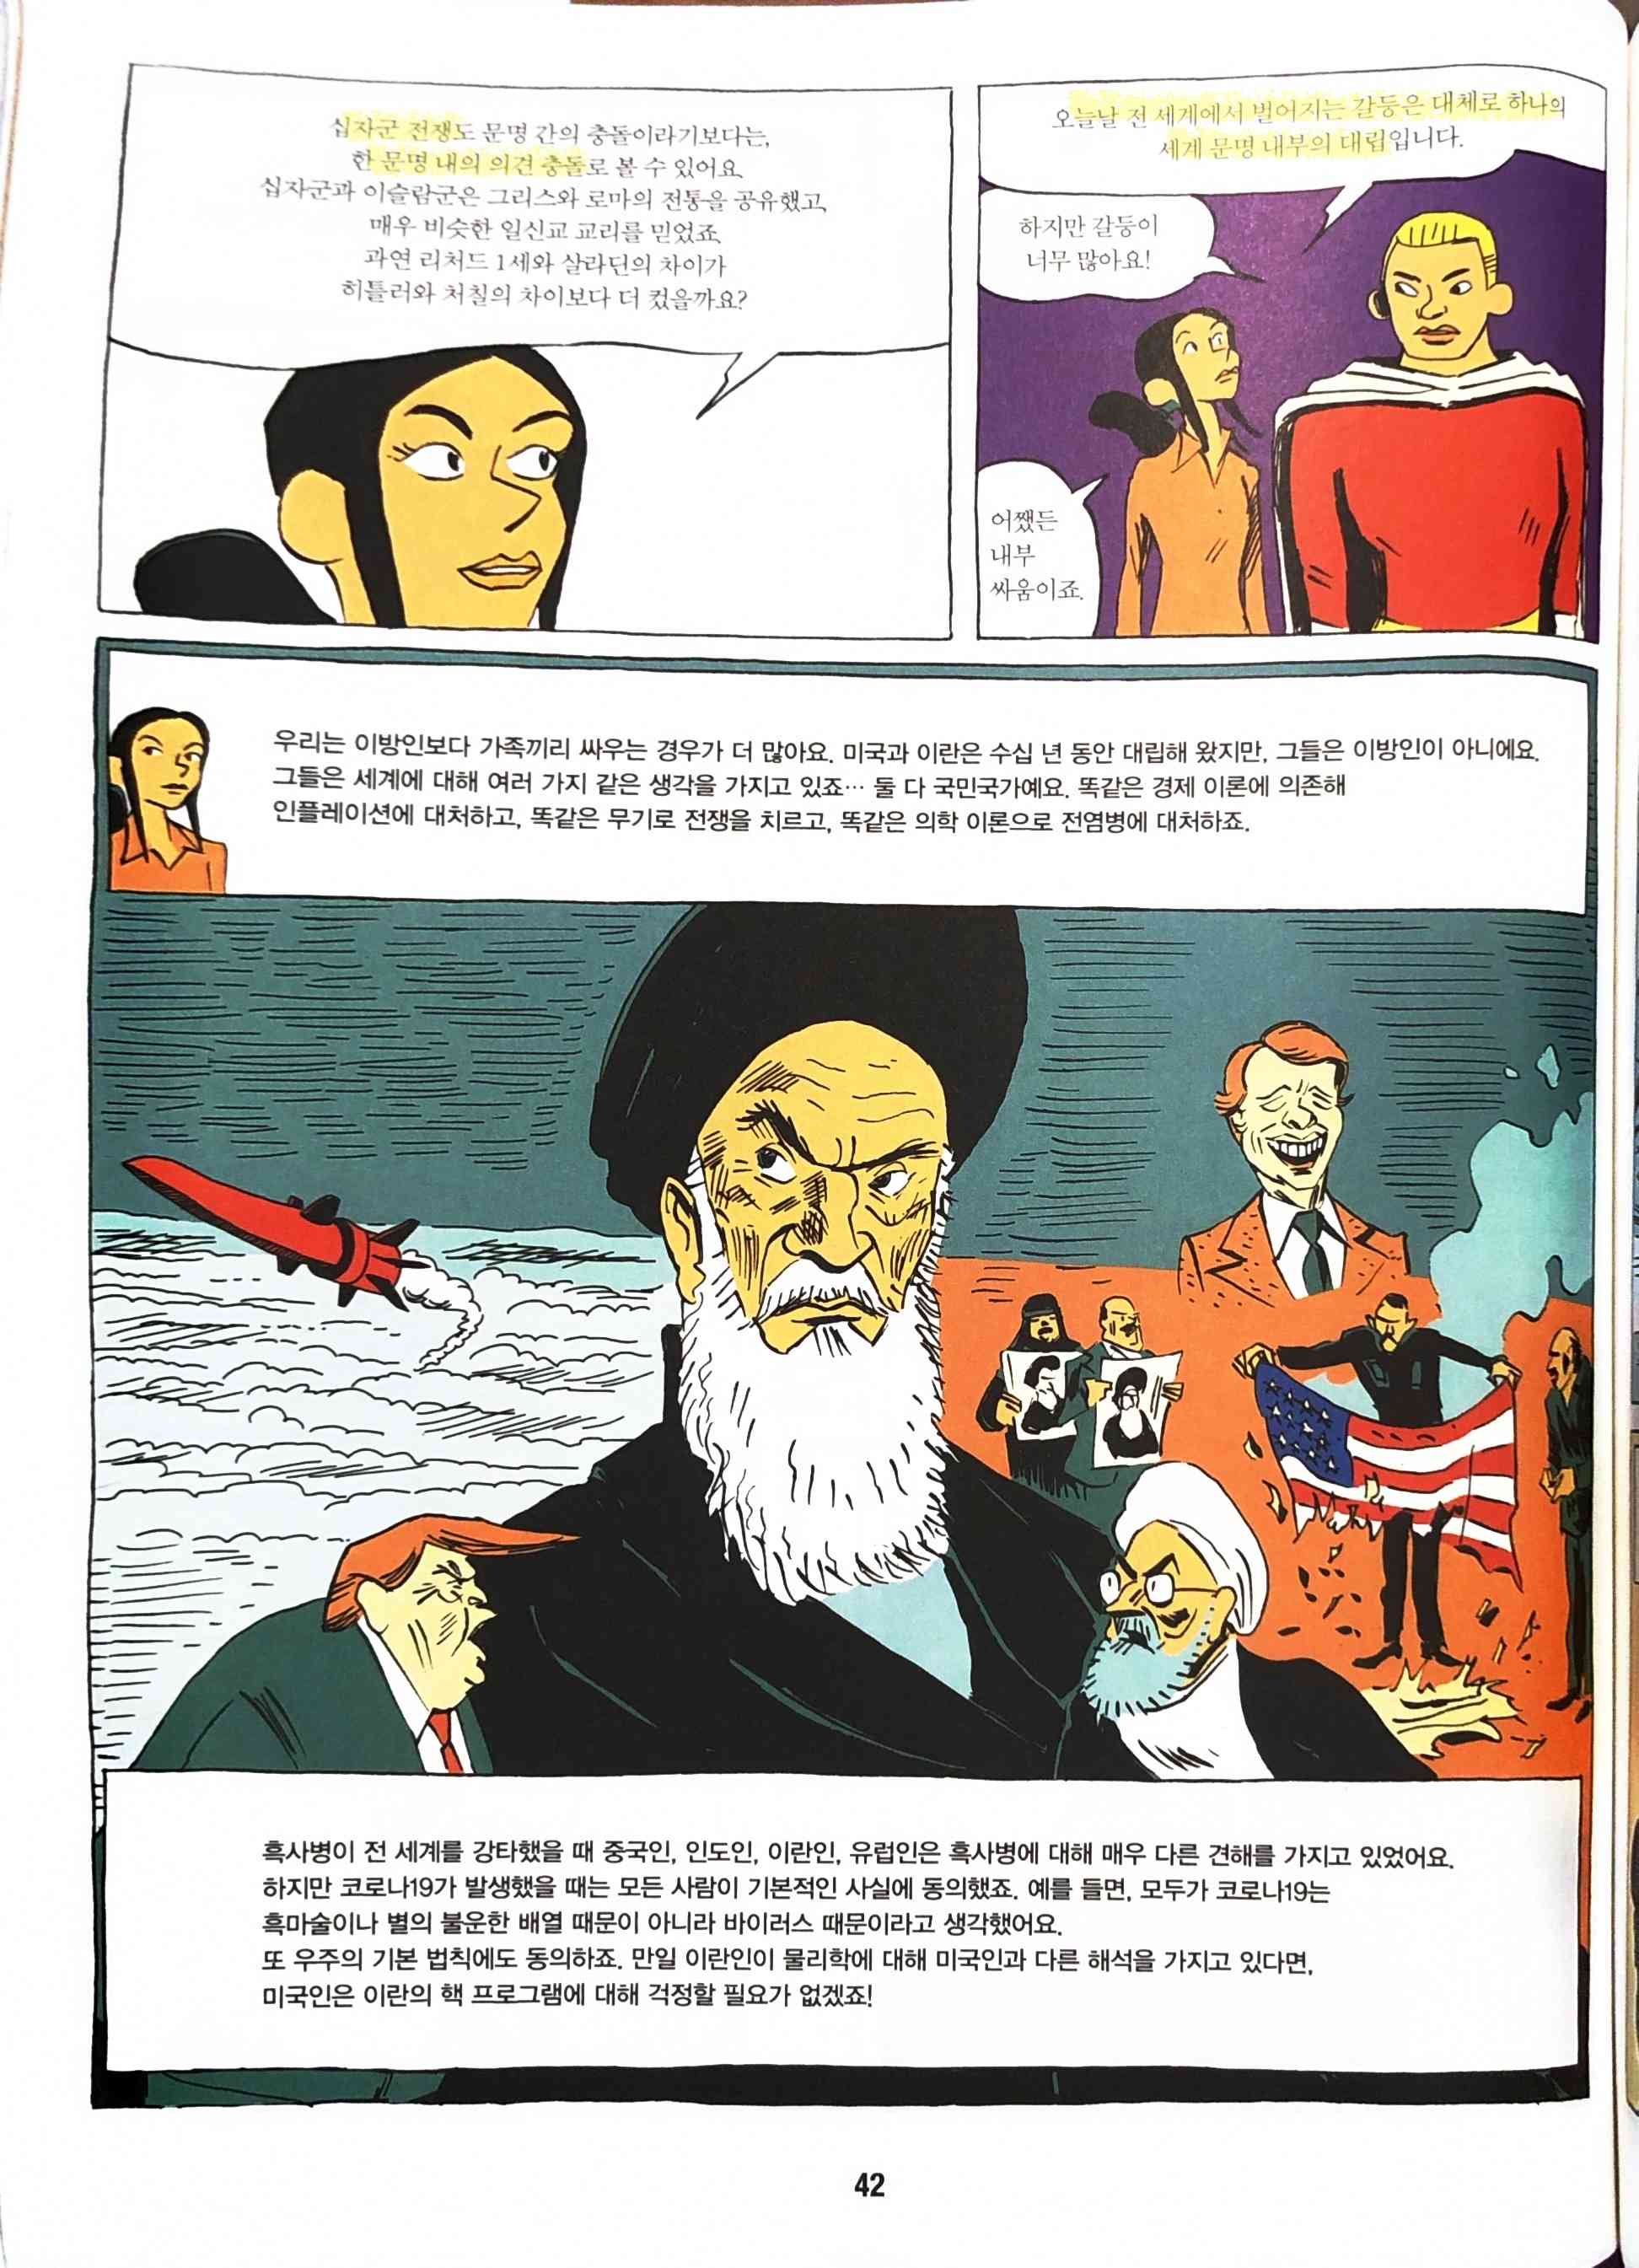 십자군 전쟁도 문명 간의 충돌이라기보다는,
한 문명 내의 의견 충돌로 볼 수 있어요.
십자군과 이슬람군은 그리스와 로마의 전통을 공유했고,
매우 비슷한 일신교 교리를 믿었죠.
과연 리처드 1세와 살라딘의 차이가
히틀러와 처칠의 차이보다 더 컸을까요?
오늘날 전 세계에서 벌어지는 갈등은 대체로 하나의
세계 문명 내부의 대립입니다.
하지만 갈등이
너무 많아요!
어쨌든
내부
싸움이죠.
우리는 이방인보다 가족끼리 싸우는 경우가 더 많아요. 미국과 이란은 수십 년 동안 대립해 왔지만, 그들은 이방인이 아니에요.
그들은 세계에 대해 여러 가지 같은 생각을 가지고 있죠… 둘 다 국민국가예요. 똑같은 경제 이론에 의존해
인플레이션에 대처하고, 똑같은 무기로 전쟁을 치르고, 똑같은 의학 이론으로 전염병에 대처하죠.
흑사병이 전 세계를 강타했을 때 중국인, 인도인, 이란인, 유럽인은 흑사병에 대해 매우 다른 견해를 가지고 있었어요.
하지만 코로나19가 발생했을 때는 모든 사람이 기본적인 사실에 동의했죠. 예를 들면, 모두가 코로나19는
흑마술이나 별의 불운한 배열 때문이 아니라 바이러스 때문이라고 생각했어요.
또 우주의 기본 법칙에도 동의하죠. 만일 이란인이 물리학에 대해 미국인과 다른 해석을 가지고 있다면,
미국인은 이란의 핵 프로그램에 대해 걱정할 필요가 없겠죠!
42